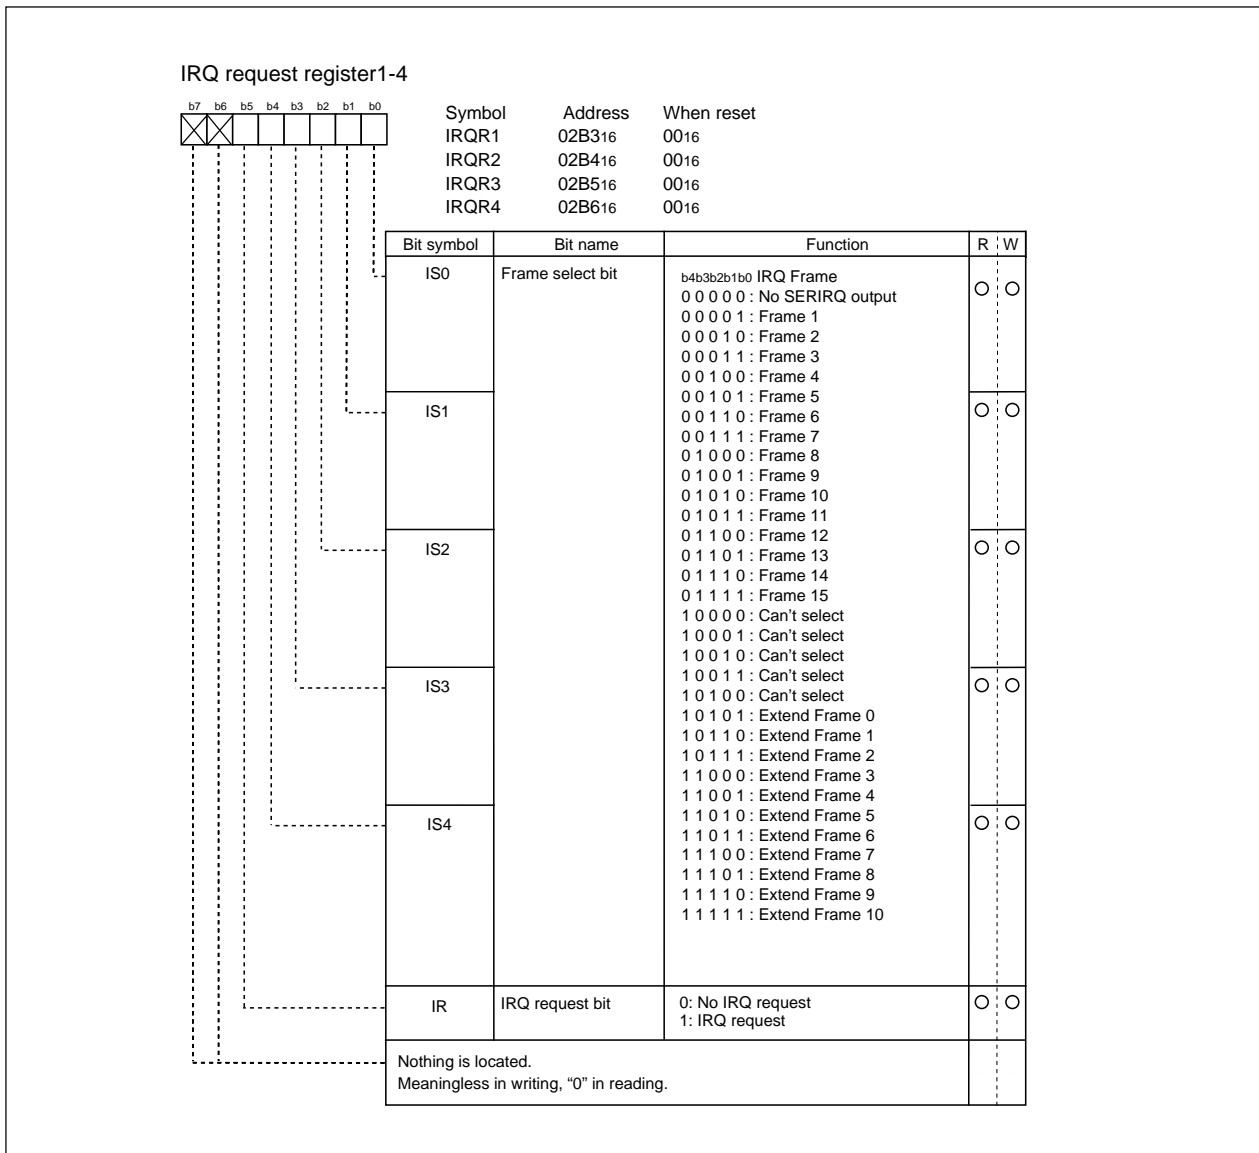 IRQ request register1-4
b7 b6 b5 b4 b3 b2 b1 b0
Symbol Address When reset
IRQR1 02B316 0016
IRQR2 02B416 0016
IRQR3 02B516 0016
IRQR4 02B616 0016
Bit symbol Bit name Function R W
IS0 Frame select bit b4b3b2b1b0 IRQ Frame
0 0 0 0 0 : No SERIRQ output
0 0 0 0 1 : Frame 1
0 0 0 1 0 : Frame 2
0 0 0 1 1 : Frame 3
0 0 1 0 0 : Frame 4
0 0 1 0 1 : Frame 5
IS1
0 0 1 1 0 : Frame 6
0 0 1 1 1 : Frame 7
0 1 0 0 0 : Frame 8
0 1 0 0 1 : Frame 9
0 1 0 1 0 : Frame 10
0 1 0 1 1 : Frame 11
0 1 1 0 0 : Frame 12
IS2
0 1 1 0 1 : Frame 13
0 1 1 1 0 : Frame 14
0 1 1 1 1 : Frame 15
1 0 0 0 0 : Can't select
1 0 0 0 1 : Can't select
1 0 0 1 0 : Can't select
1 0 0 1 1 : Can't select
IS3
1 0 1 0 0 : Can't select
1 0 1 0 1 : Extend Frame 0
1 0 1 1 0 : Extend Frame 1
1 0 1 1 1 : Extend Frame 2
1 1 0 0 0 : Extend Frame 3
1 1 0 0 1 : Extend Frame 4
1 1 0 1 0 : Extend Frame 5
IS4
1 1 0 1 1 : Extend Frame 6
1 1 1 0 0 : Extend Frame 7
1 1 1 0 1 : Extend Frame 8
1 1 1 1 0 : Extend Frame 9
1 1 1 1 1 : Extend Frame 10
IR IRQ request bit 0: No IRQ request
1: IRQ request
Nothing is located.
Meaningless in writing, “0” in reading.